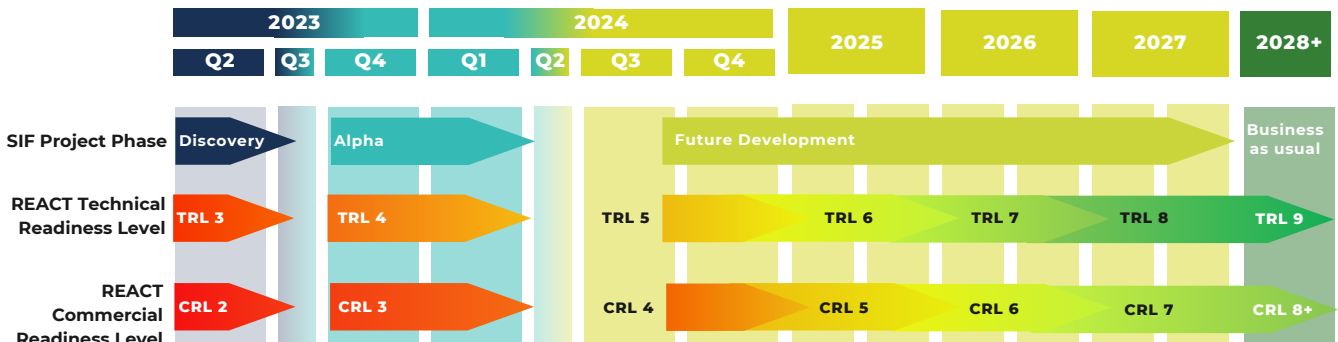 2023 2024 2025 2026 2027 2028+
Q2 Q3 Q4 Q1 Q2 Q3 Q4
SIF Project Phase Discovery Alpha Future Development Business
as usual
REACT Technical
Readiness Level TRL 3 TRL 4 TRL 5 TRL 6 TRL 7 TRL 8 TRL 9
REACT
Commercial
Readiness Level CRL 2 CRL 3 CRL 4 CRL 5 CRL 6 CRL 7 CRL 8+